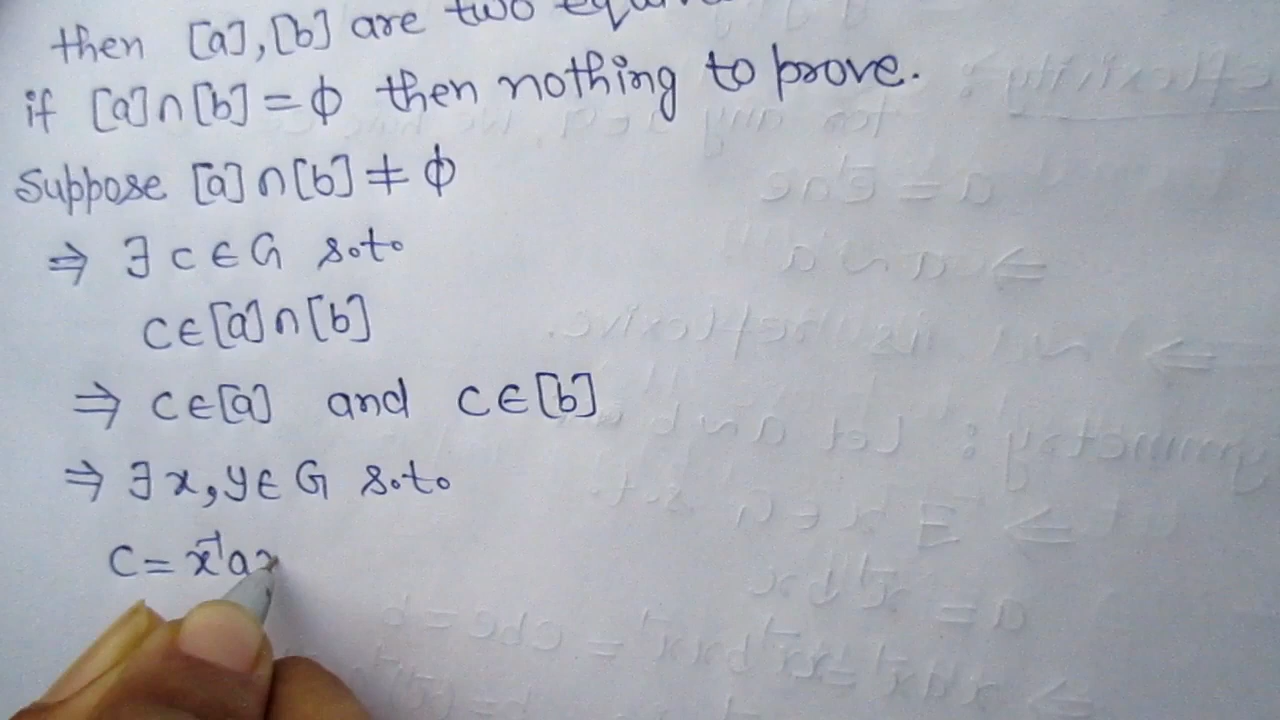 then [a], [b] are two
if [a]∩[b] = ϕ then nothing to prove.
Suppose [a]∩[b] ≠ ϕ
⇒ ∃ c ∈ G s.t.
c∈[a]∩[b]
⇒ c∈[a] and c∈[b]
⇒ ∃ x, y ∈ G s.t.
c = x⁻¹ax